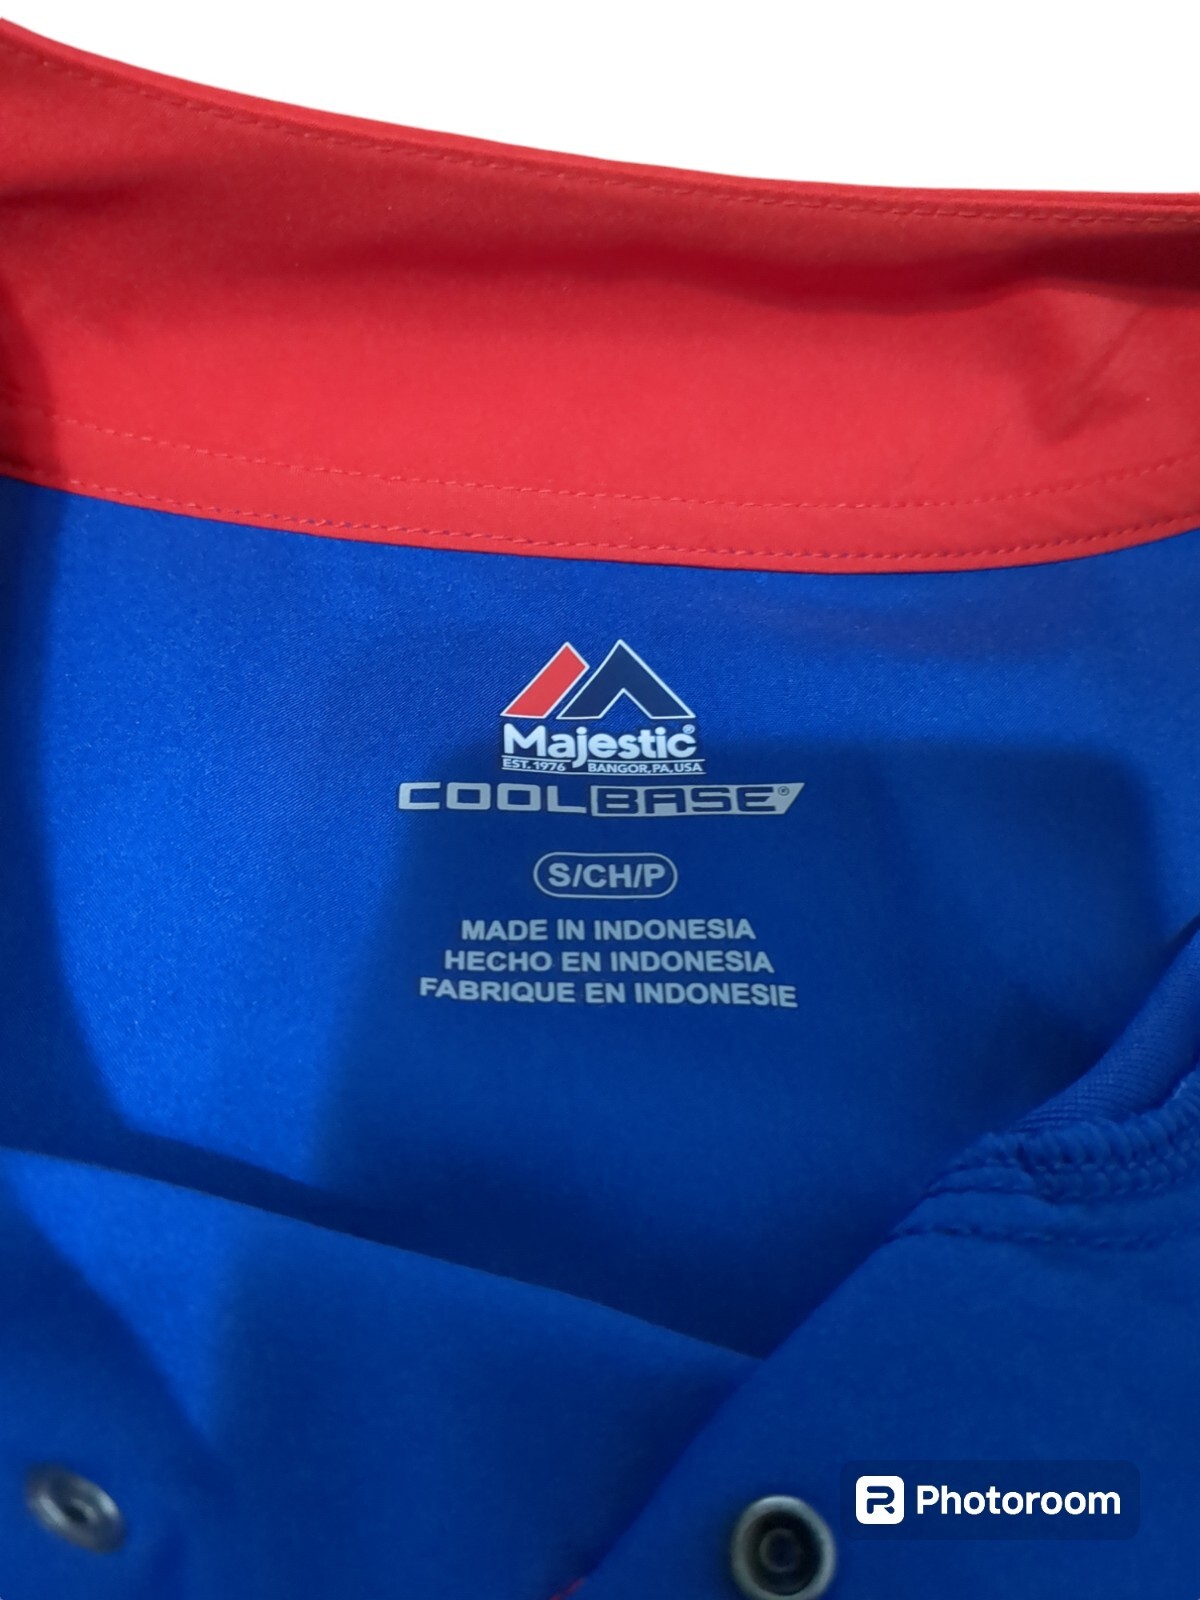 Majestic®
EST. 1976 BANGOR, PA, USA
COOLBASE®
S/CH/P
MADE IN INDONESIA
HECHO EN INDONESIA
FABRIQUE EN INDONESIE
Photoroom